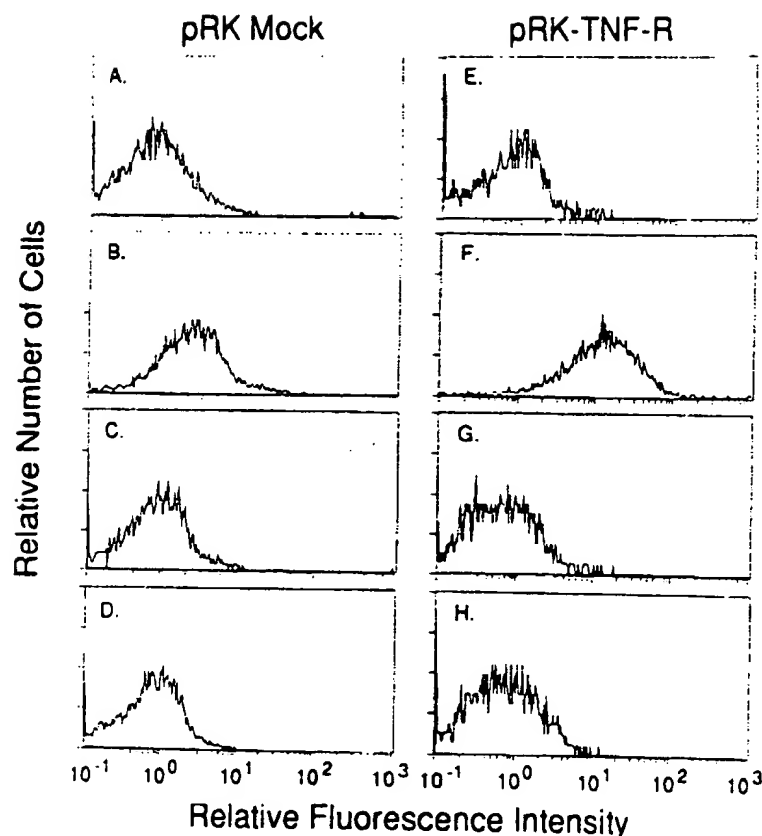 pRK Mock
pRK-TNF-R
A.
E.
B.
F.
C.
G.
D.
H.
Relative Number of Cells
10⁻¹ 10⁰ 10¹ 10² 10³
10⁻¹ 10⁰ 10¹ 10² 10³
Relative Fluorescence Intensity